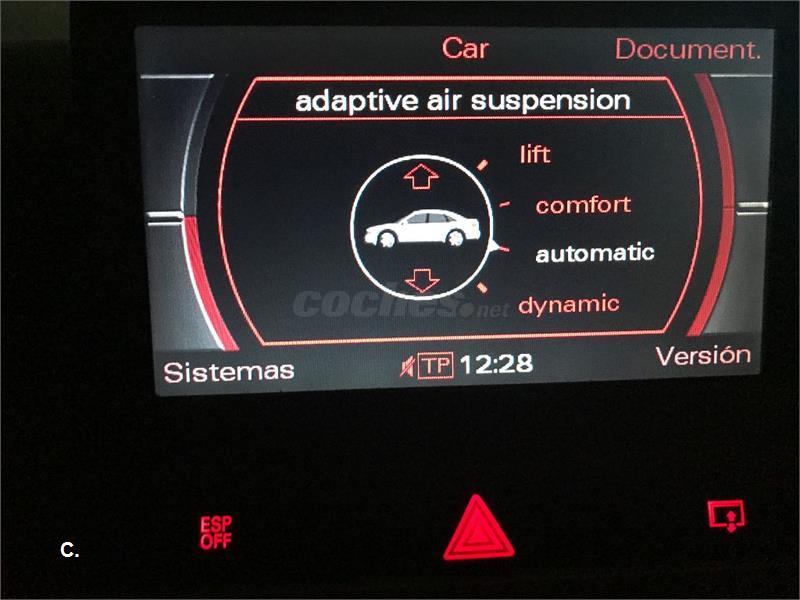 Car
Document.
adaptive air suspension
lift
comfort
automatic
dynamic
coches.net
Sistemas
TP 12:28
Versión
ESP
OFF
C.